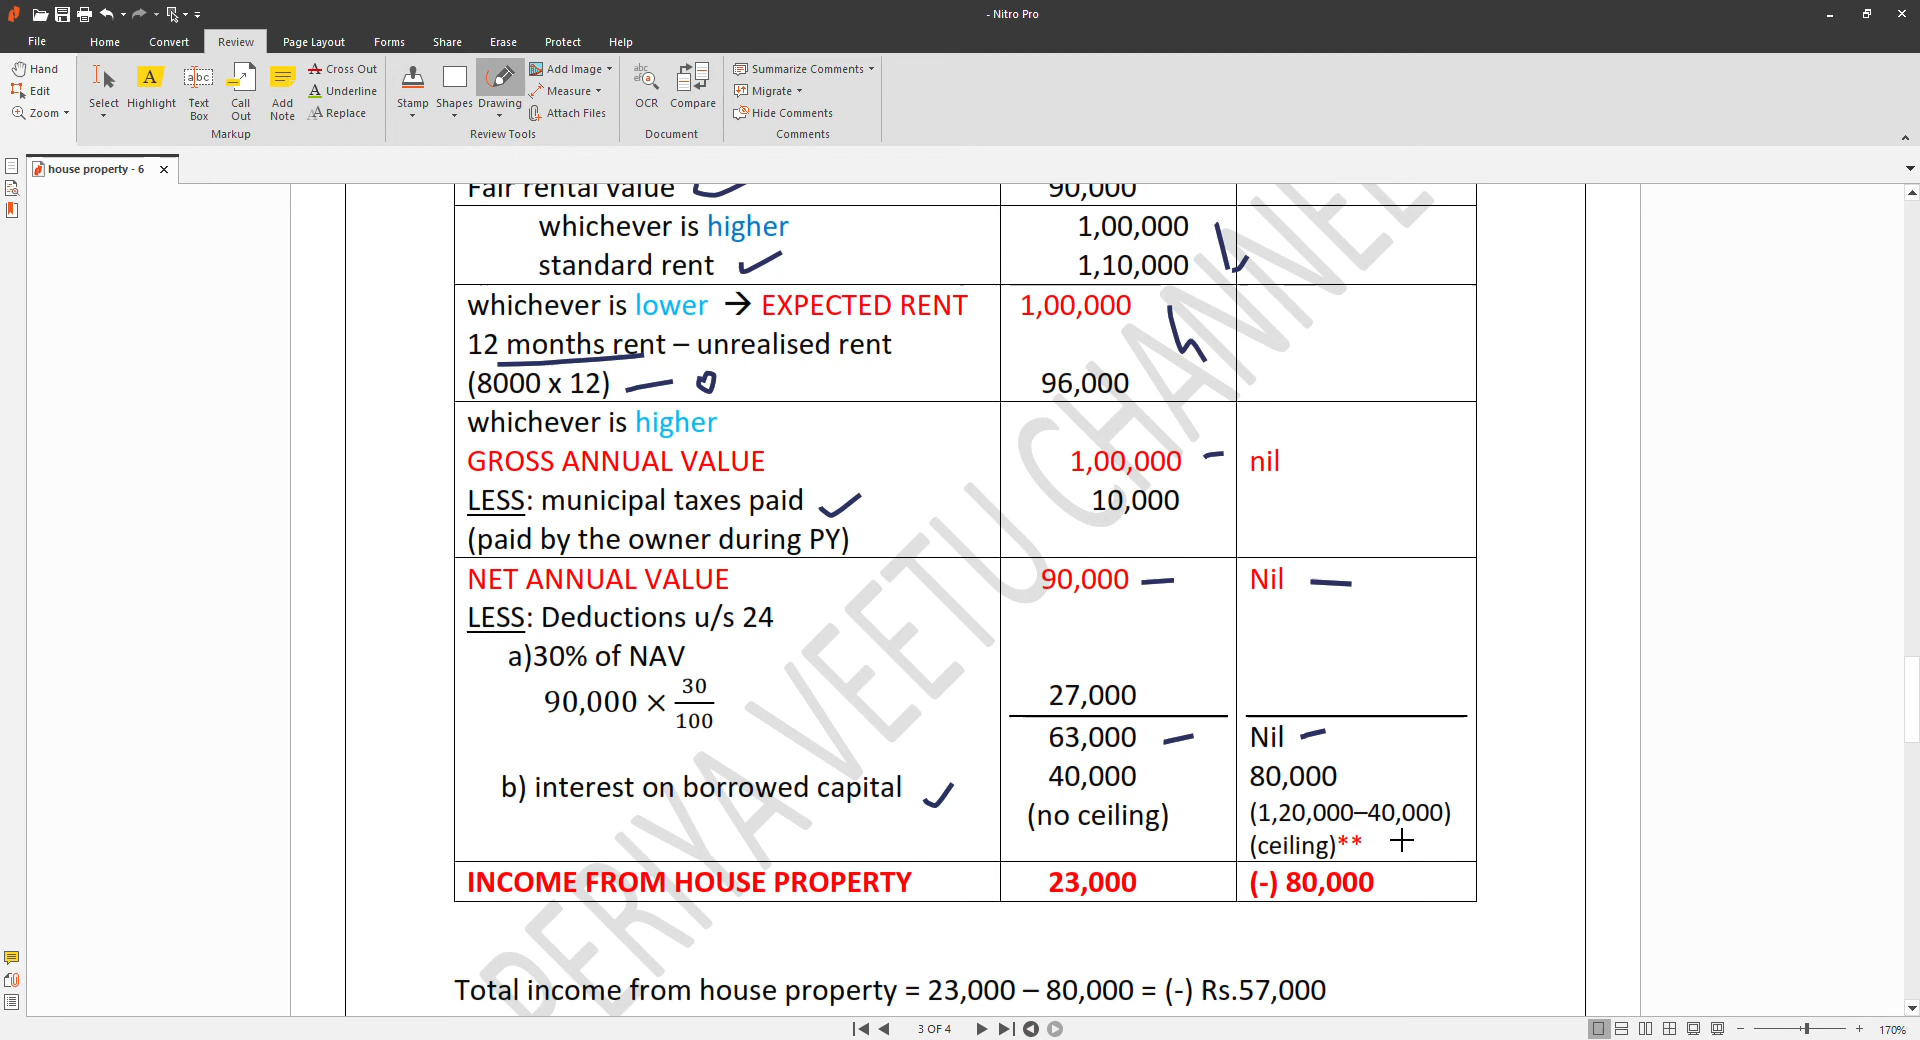 - Nitro Pro
File Home Convert Review Page Layout Forms Share Erase Protect Help
Hand
Edit
Zoom
Select
Highlight
Text Box
Call Out
Add Note
Cross Out
Underline
Replace
Markup
Stamp
Shapes
Drawing
Add Image
Measure
Attach Files
Review Tools
OCR
Compare
Document
Summarize Comments
Migrate
Hide Comments
Comments
house property - 6
Fair rental value 90,000
whichever is higher 1,00,000
standard rent 1,10,000
whichever is lower → EXPECTED RENT 1,00,000
12 months rent – unrealised rent
(8000 x 12) 96,000
whichever is higher
GROSS ANNUAL VALUE 1,00,000 nil
LESS: municipal taxes paid 10,000
(paid by the owner during PY)
NET ANNUAL VALUE 90,000 Nil
LESS: Deductions u/s 24
a)30% of NAV
90,000 × 30/100 27,000
63,000 Nil
b) interest on borrowed capital 40,000 80,000
(no ceiling) (1,20,000–40,000)
(ceiling)**
INCOME FROM HOUSE PROPERTY 23,000 (-) 80,000
Total income from house property = 23,000 – 80,000 = (-) Rs.57,000
PERIYA VEETU CHANNEL
3 OF 4
170%